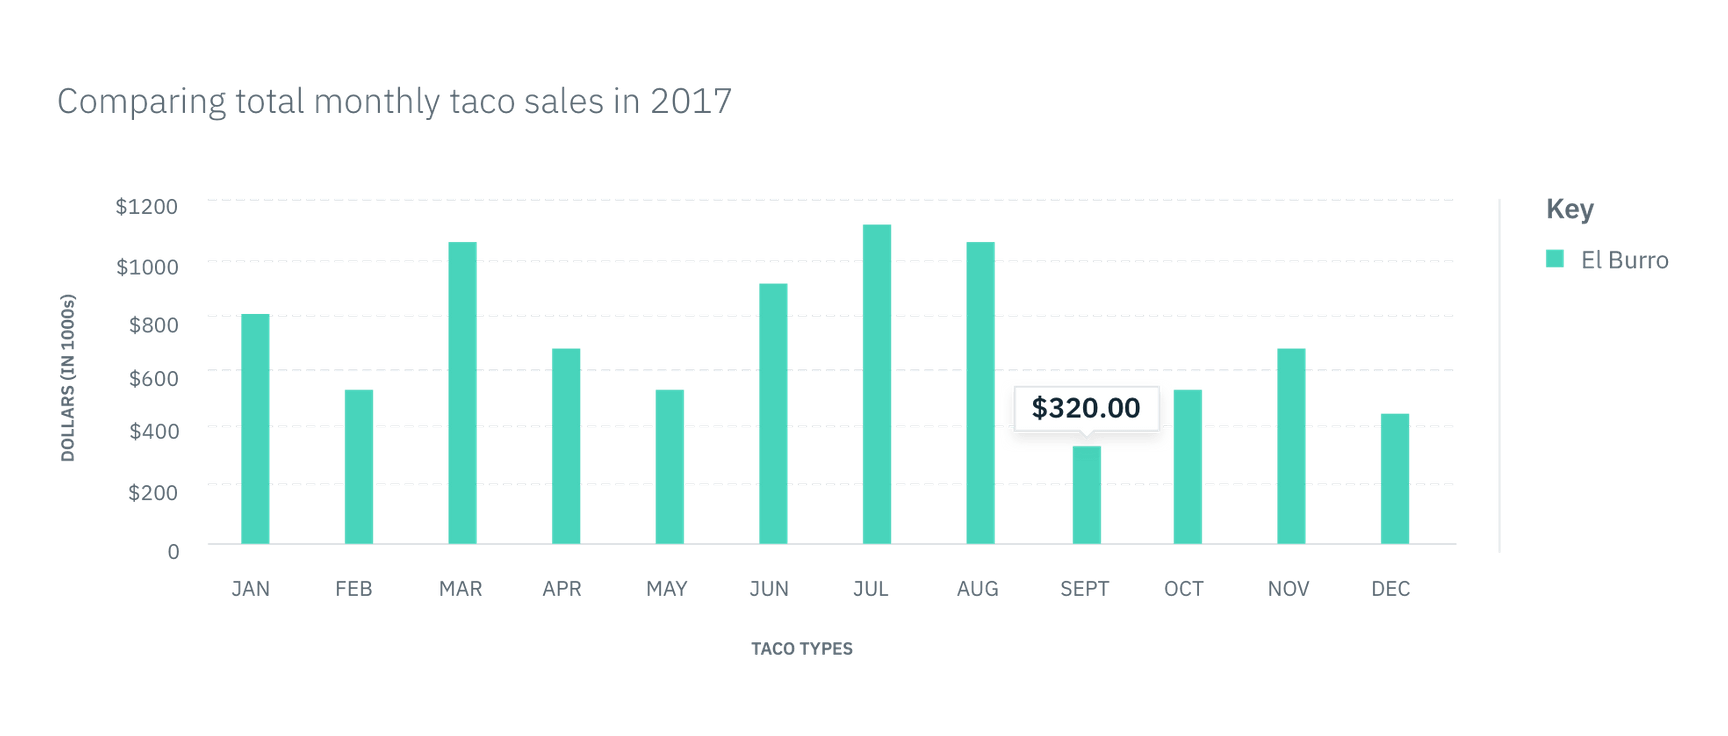 Comparing total monthly taco sales in 2017
$1200
$1000
$800
$600
$400
$200
0
DOLLARS (IN 1000s)
$320.00
JAN FEB MAR APR MAY JUN JUL AUG SEPT OCT NOV DEC
TACO TYPES
Key
El Burro